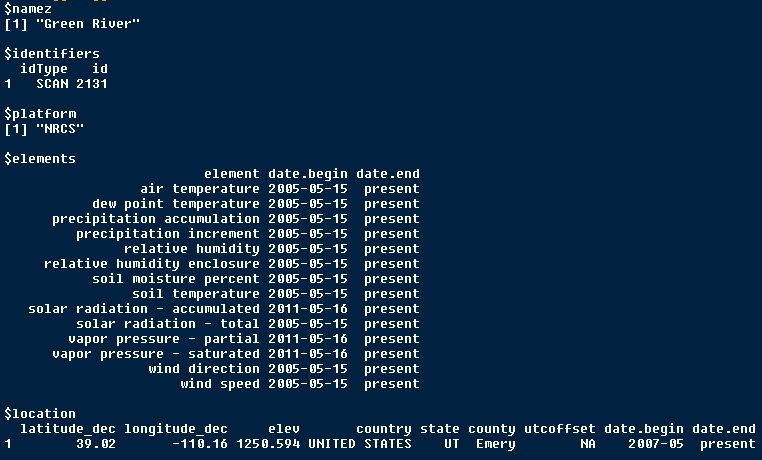 $namez
[1] "Green River"
$identifiers
idType id
1 SCAN 2131
$platform
[1] "NRCS"
$elements
element date.begin date.end
air temperature 2005-05-15 present
dew point temperature 2005-05-15 present
precipitation accumulation 2005-05-15 present
precipitation increment 2005-05-15 present
relative humidity 2005-05-15 present
relative humidity enclosure 2005-05-15 present
soil moisture percent 2005-05-15 present
soil temperature 2005-05-15 present
solar radiation - accumulated 2011-05-16 present
solar radiation - total 2005-05-15 present
vapor pressure - partial 2011-05-16 present
vapor pressure - saturated 2011-05-16 present
wind direction 2005-05-15 present
wind speed 2005-05-15 present
$location
latitude_dec longitude_dec elev country state county utcoffset date.begin date.end
1 39.02 -110.16 1250.594 UNITED STATES UT Emery NA 2007-05 present